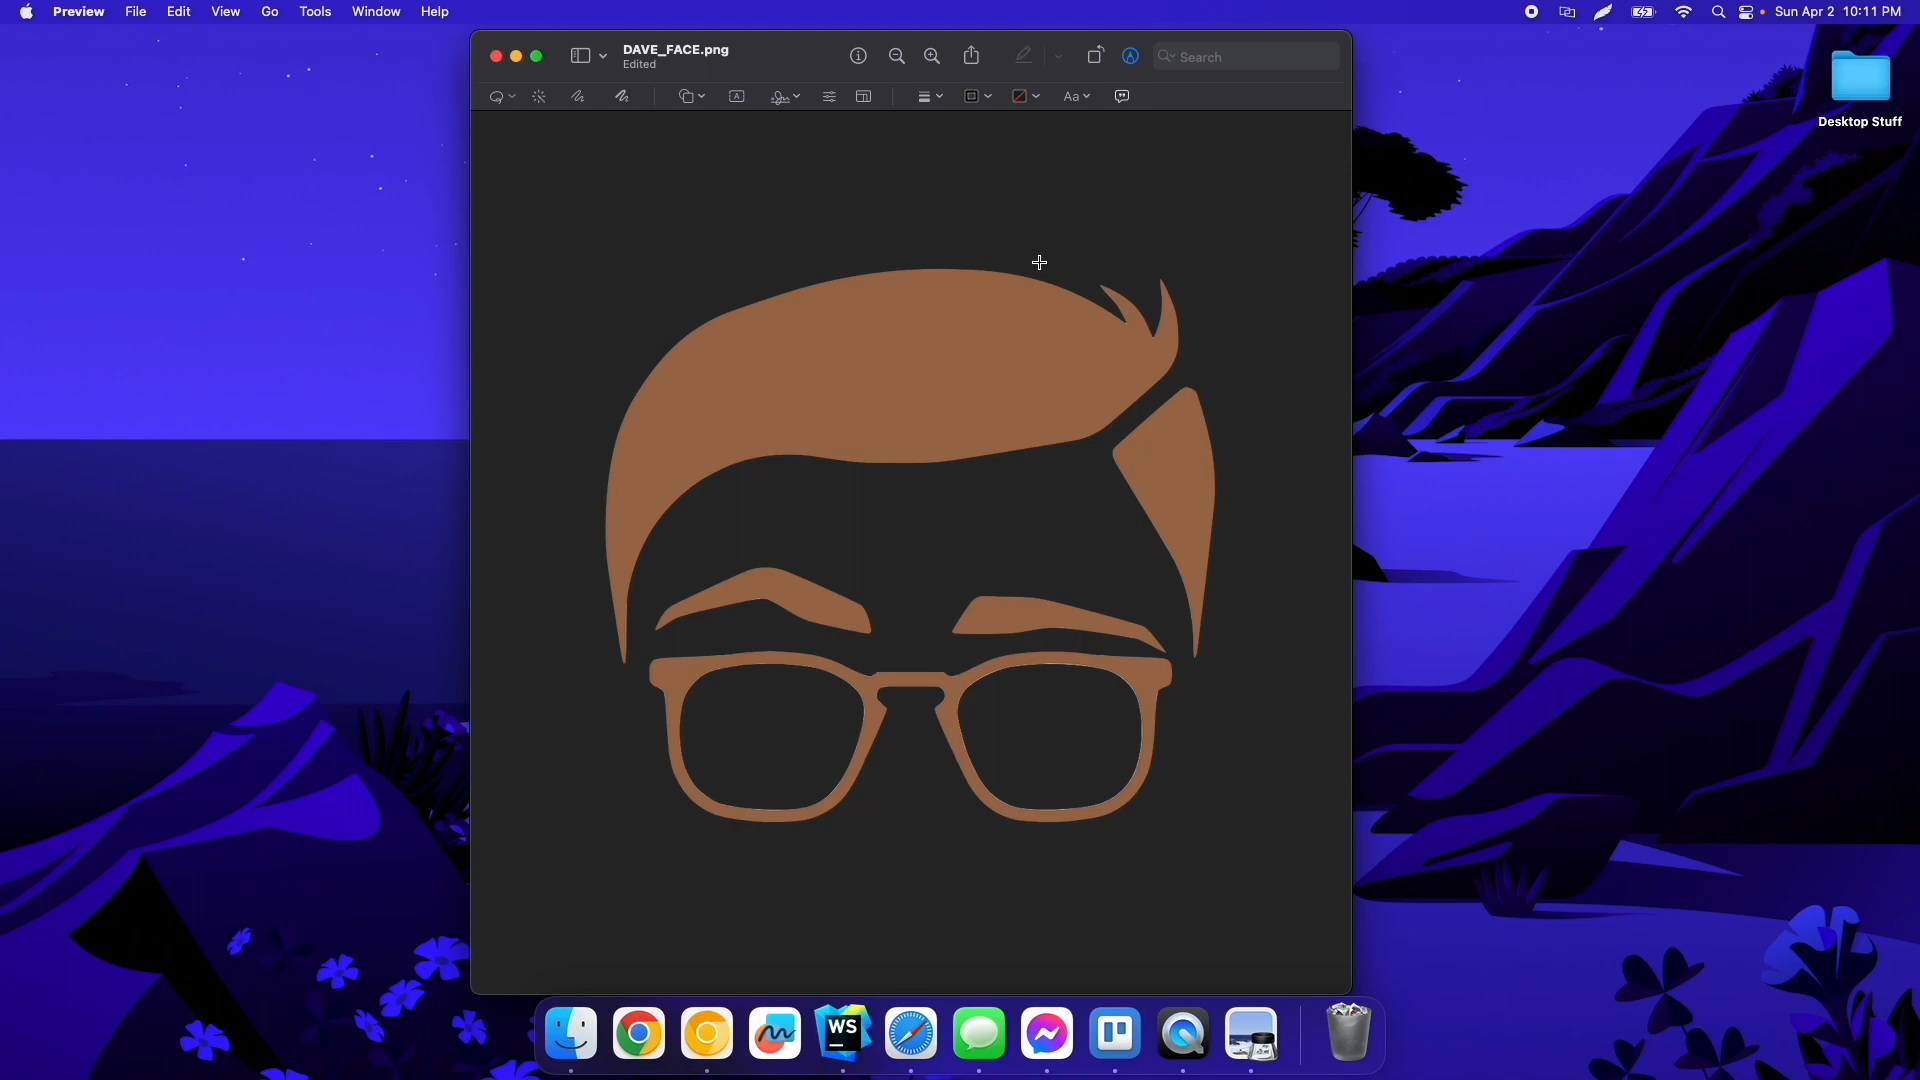 Preview File Edit View Go Tools Window Help
Sun Apr 2 10:11 PM
DAVE_FACE.png
Edited
Search
A
Aa
Desktop Stuff
WS